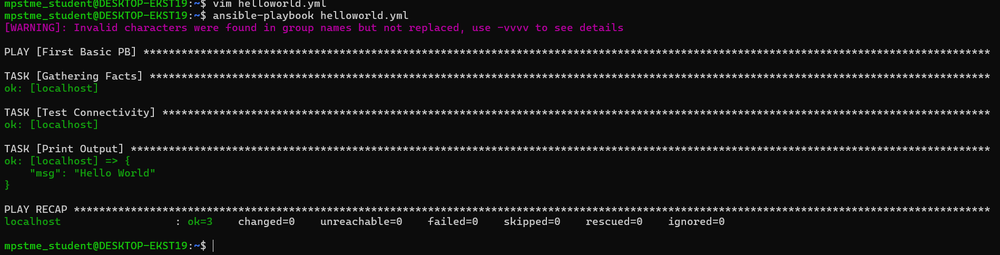 mpstme_student@DESKTOP-EKST19:~$ vim helloworld.yml
mpstme_student@DESKTOP-EKST19:~$ ansible-playbook helloworld.yml
[WARNING]: Invalid characters were found in group names but not replaced, use -vvvv to see details
PLAY [First Basic PB] **************************************************************************************************************************************
TASK [Gathering Facts] *************************************************************************************************************************************
ok: [localhost]
TASK [Test Connectivity] ***********************************************************************************************************************************
ok: [localhost]
TASK [Print Output] ****************************************************************************************************************************************
ok: [localhost] => {
    "msg": "Hello World"
}
PLAY RECAP *************************************************************************************************************************************************
localhost                  : ok=3    changed=0    unreachable=0    failed=0    skipped=0    rescued=0    ignored=0
mpstme_student@DESKTOP-EKST19:~$